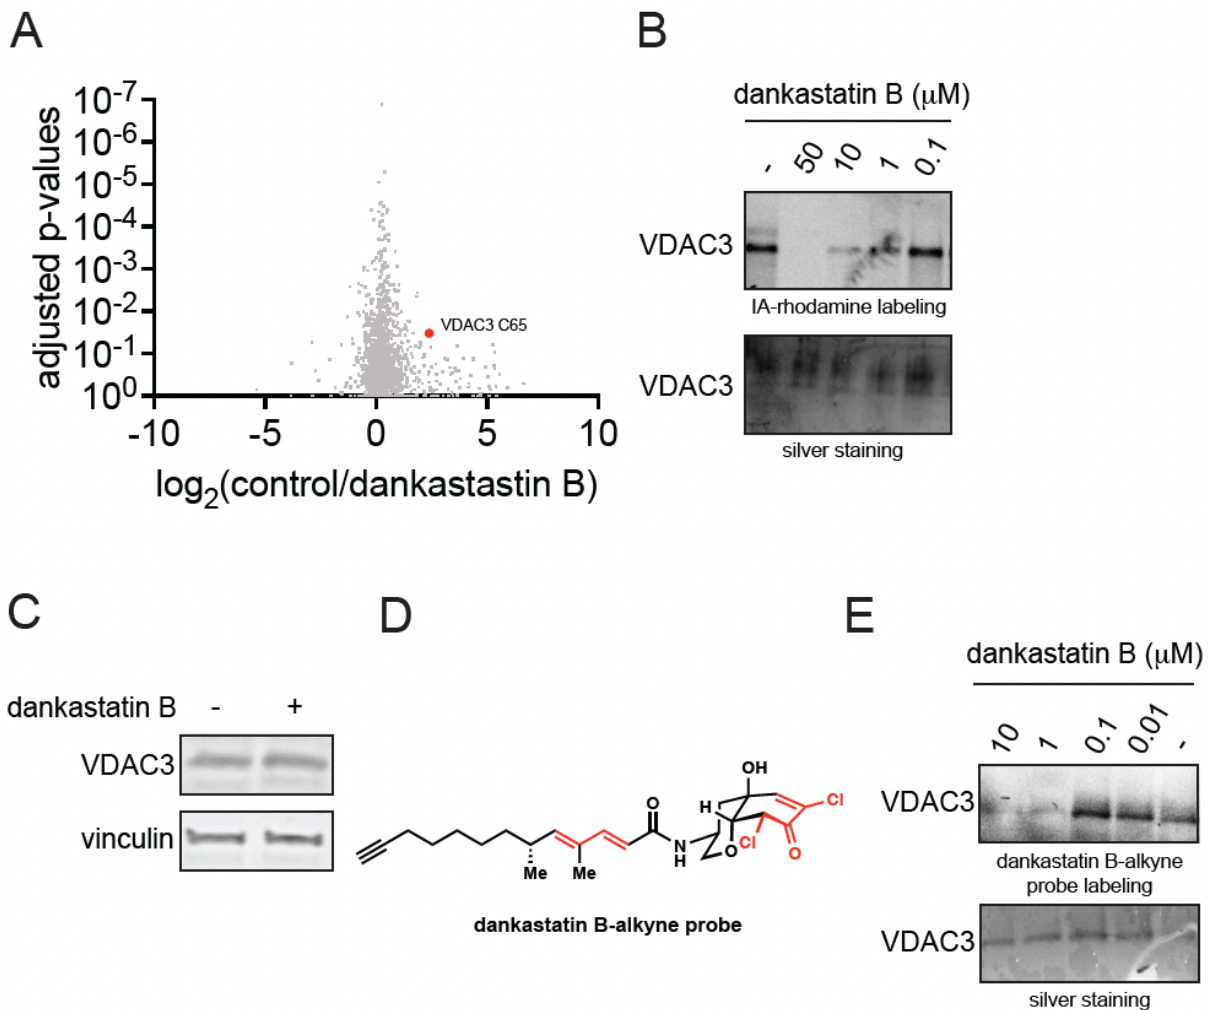 A
adjusted p-values
10-7
10-6
10-5
10-4
10-3
10-2
10-1
100
VDAC3 C65
-10 -5 0 5 10
log2(control/dankastastin B)
B
dankastatin B (μM)
- 50 10 1 0.1
VDAC3
IA-rhodamine labeling
VDAC3
silver staining
C
dankastatin B - +
VDAC3
vinculin
D
OH
H
Cl
O
Cl
O
N
H
O
Me Me
dankastatin B-alkyne probe
E
dankastatin B (μM)
10 1 0.1 0.01 -
VDAC3
dankastatin B-alkyne
probe labeling
VDAC3
silver staining